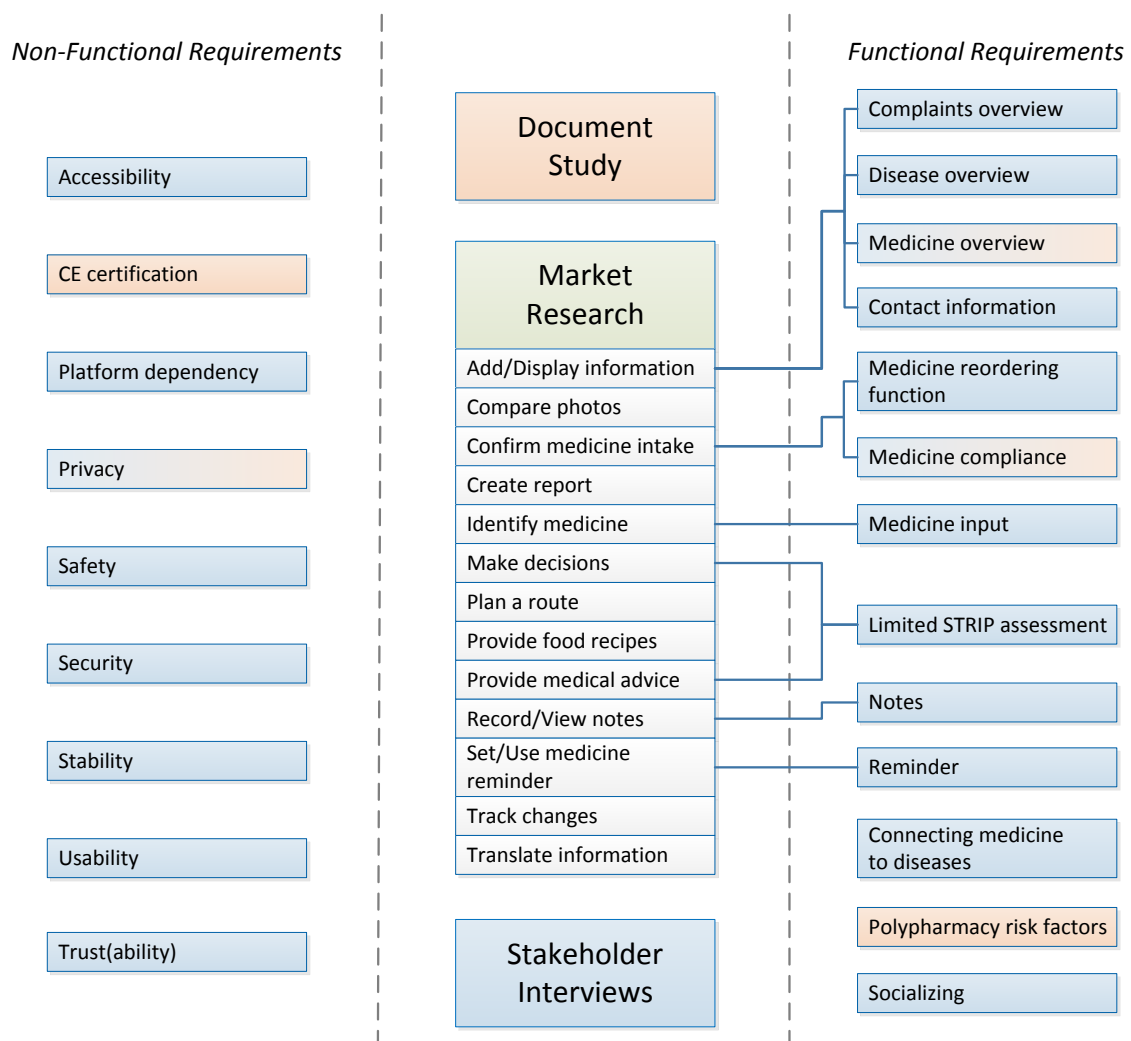 Non-Functional Requirements
Accessibility
CE certification
Platform dependency
Privacy
Safety
Security
Stability
Usability
Trust(ability)
Document
Study
Market
Research
Add/Display information
Compare photos
Confirm medicine intake
Create report
Identify medicine
Make decisions
Plan a route
Provide food recipes
Provide medical advice
Record/View notes
Set/Use medicine
reminder
Track changes
Translate information
Stakeholder
Interviews
Functional Requirements
Complaints overview
Disease overview
Medicine overview
Contact information
Medicine reordering
function
Medicine compliance
Medicine input
Limited STRIP assessment
Notes
Reminder
Connecting medicine
to diseases
Polypharmacy risk factors
Socializing